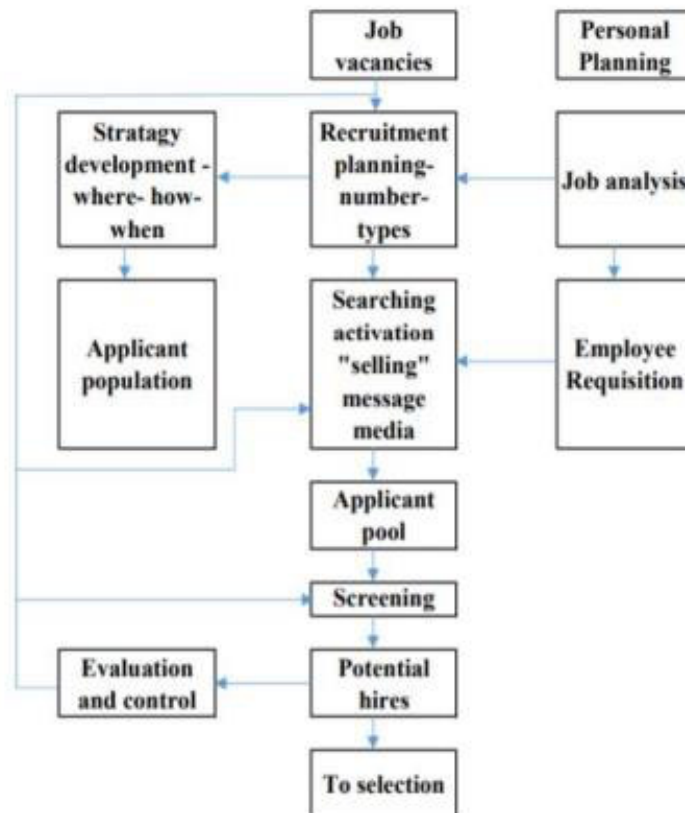 Job
vacancies
Personal
Planning
Stratagy
development -
where- how-
when
Recruitment
planning-
number-
types
Job analysis
Applicant
population
Searching
activation
"selling"
message
media
Employee
Requisition
Applicant
pool
Screening
Evaluation
and control
Potential
hires
To selection